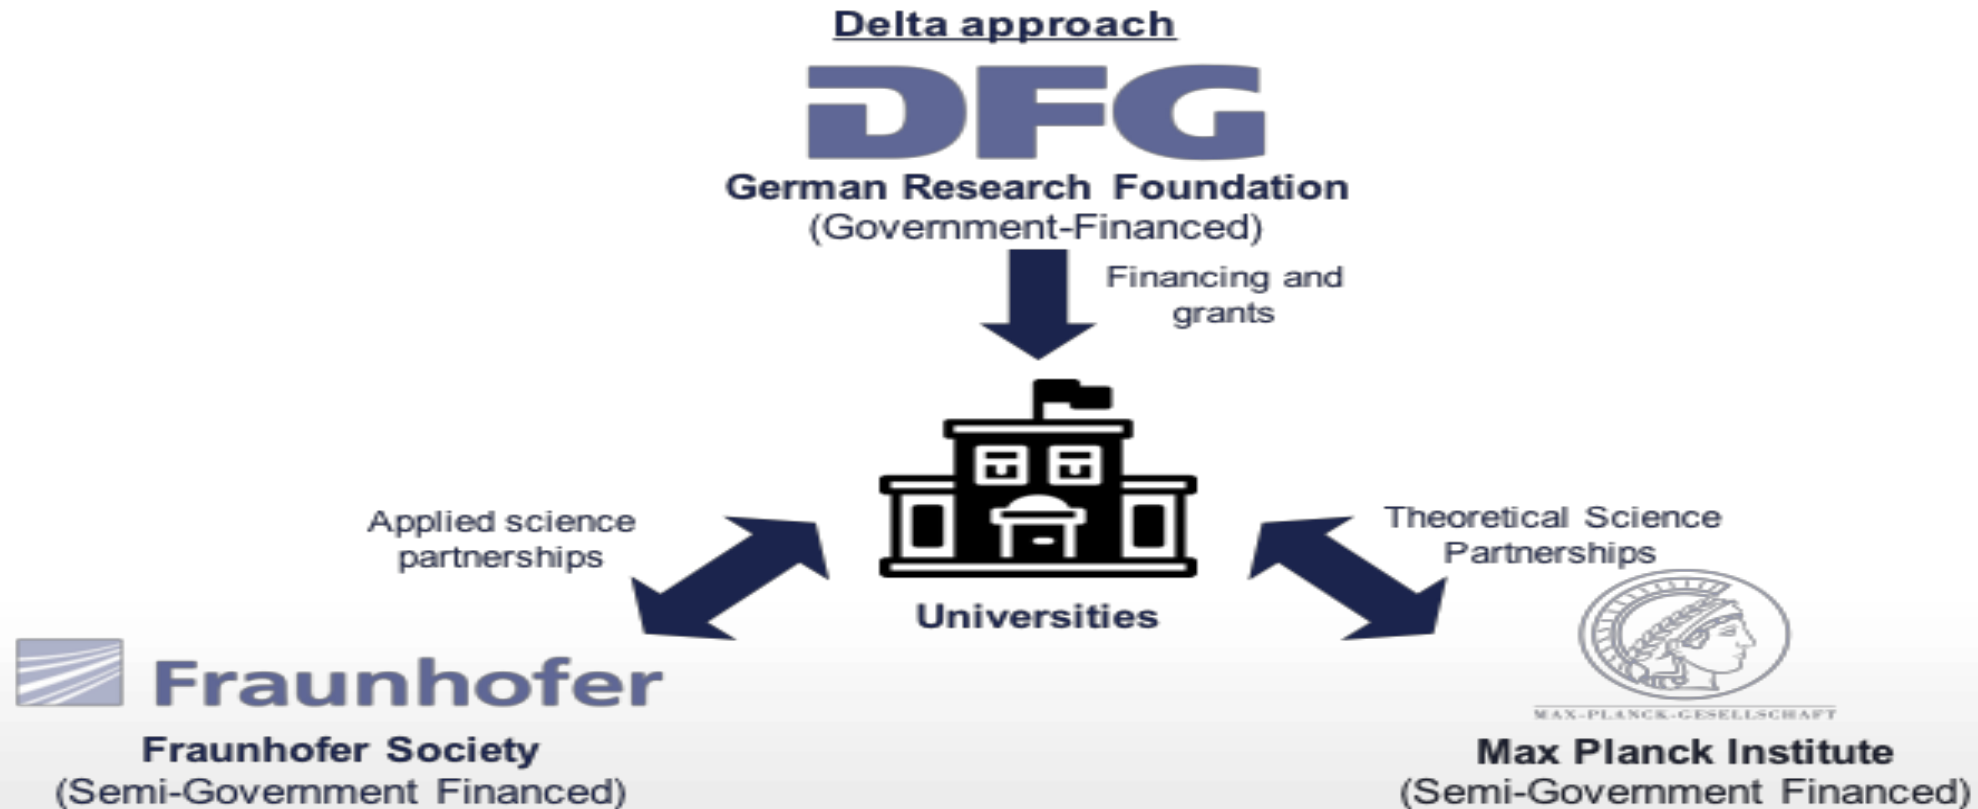 Delta approach
DFG
German Research Foundation
(Government-Financed)
Financing and
grants
Applied science
partnerships
Theoretical Science
Partnerships
Universities
Fraunhofer
MAX-PLANCK-GESELLSCHAFT
Fraunhofer Society
(Semi-Government Financed)
Max Planck Institute
(Semi-Government Financed)